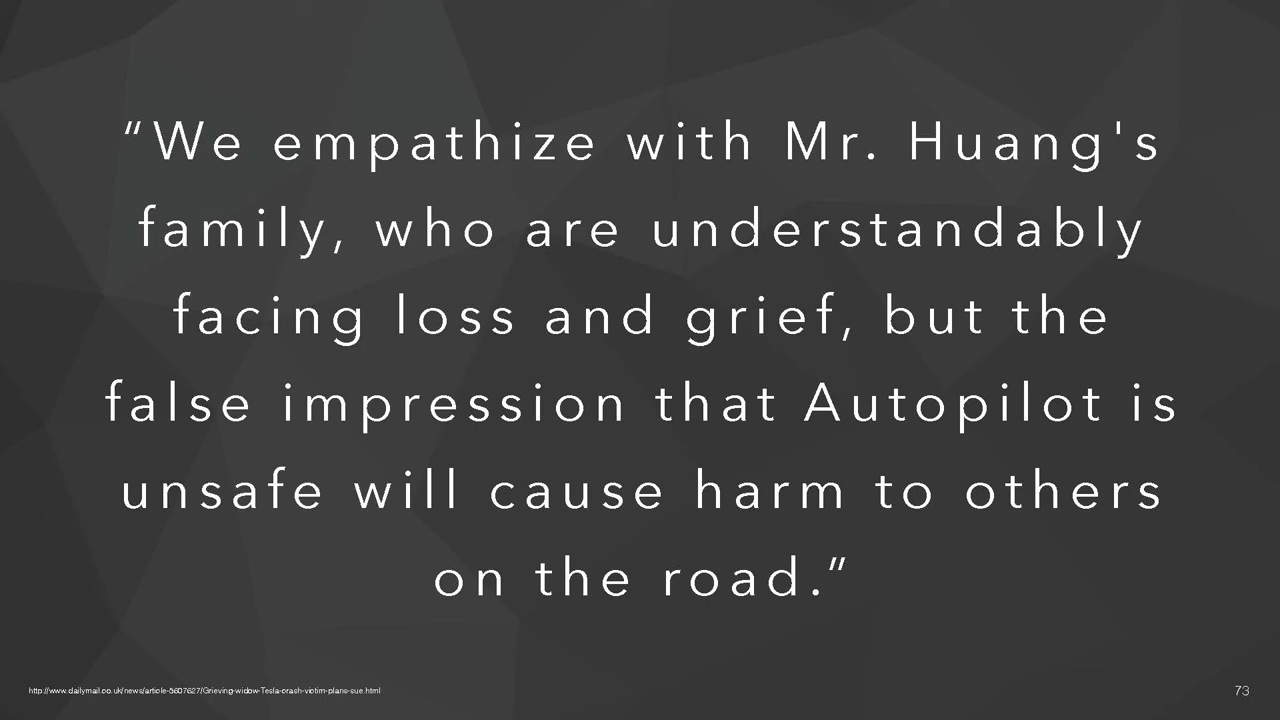 “We empathize with Mr. Huang's
family, who are understandably
facing loss and grief, but the
false impression that Autopilot is
unsafe will cause harm to others
on the road.”
http://www.dailymail.co.uk/news/article-5607627/Grieving-widow-Tesla-crash-victim-plans-sue.html
73